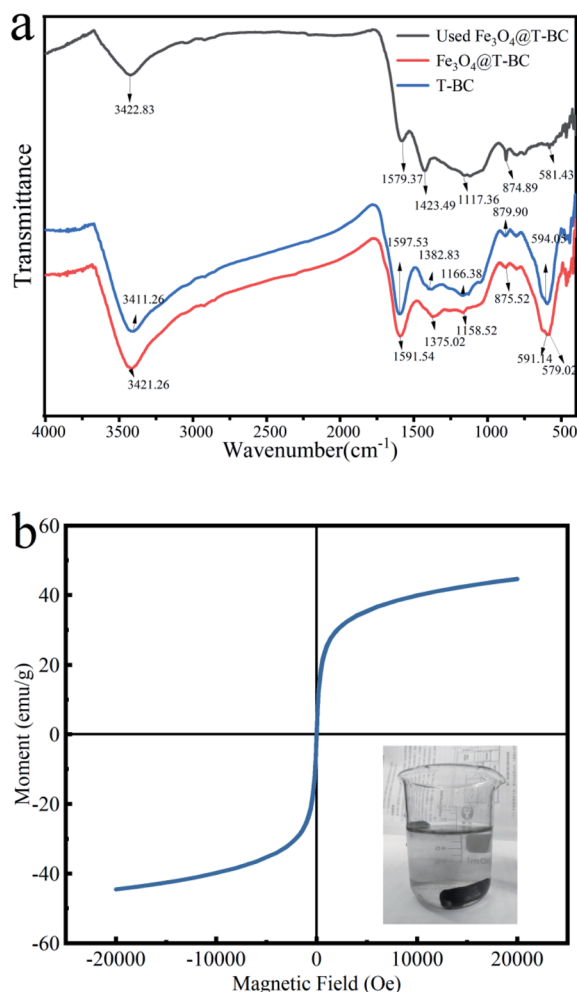 a
Used Fe₃O₄@T-BC
Fe₃O₄@T-BC
T-BC
3422.83
1579.37
1423.49
1117.36
874.89
581.43
3411.26
3421.26
1597.53
1591.54
1382.83
1375.02
1166.38
1158.52
879.90
875.52
594.05
591.14
579.02
Transmittance
4000 3500 3000 2500 2000 1500 1000 500
Wavenumber(cm⁻¹)
b
60
40
20
0
-20
-40
-60
Moment (emu/g)
-20000 -10000 0 10000 20000
Magnetic Field (Oe)